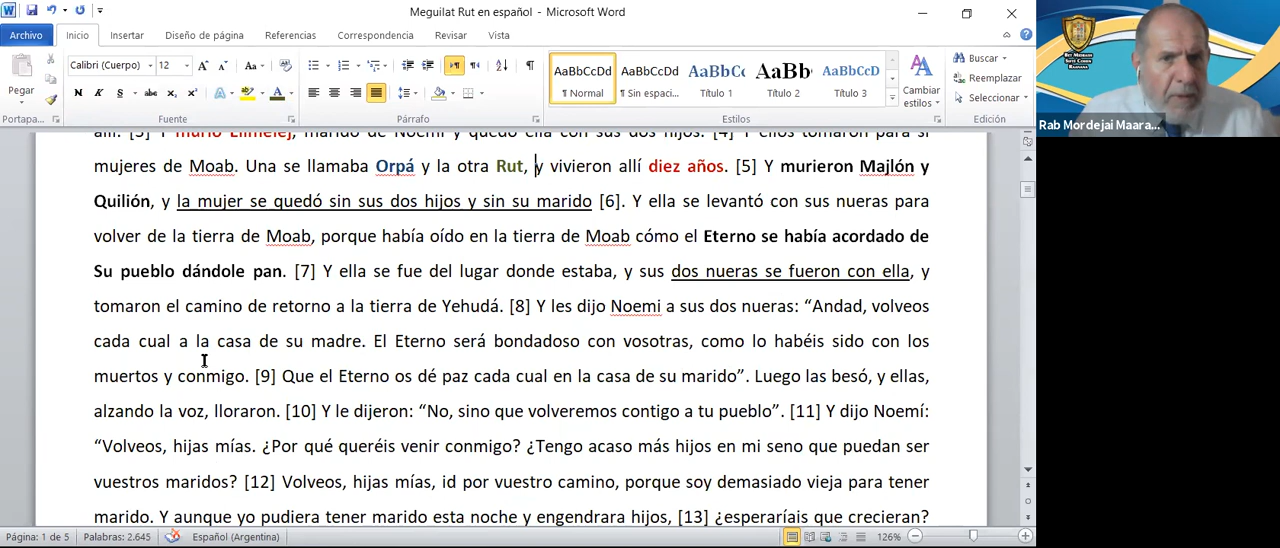 Meguilat Rut en español - Microsoft Word
Archivo Inicio Insertar Diseño de página Referencias Correspondencia Revisar Vista
Pegar
Calibri (Cuerpo) 12
N K S abc x₂ x²
AaBbCcDd AaBbCcDd AaBbCc AaBb AaBbCcD
¶ Normal ¶ Sin espaci... Título 1 Título 2 Título 3
Cambiar estilos
Buscar
Reemplazar
Seleccionar
Portapa... Fuente Párrafo Estilos Edición
mujeres de Moab. Una se llamaba Orpá y la otra Rut, y vivieron allí diez años. [5] Y murieron Majlón y
Quilión, y la mujer se quedó sin sus dos hijos y sin su marido [6]. Y ella se levantó con sus nueras para
volver de la tierra de Moab, porque había oído en la tierra de Moab cómo el Eterno se había acordado de
Su pueblo dándole pan. [7] Y ella se fue del lugar donde estaba, y sus dos nueras se fueron con ella, y
tomaron el camino de retorno a la tierra de Yehudá. [8] Y les dijo Noemi a sus dos nueras: “Andad, volveos
cada cual a la casa de su madre. El Eterno será bondadoso con vosotras, como lo habéis sido con los
muertos y conmigo. [9] Que el Eterno os dé paz cada cual en la casa de su marido”. Luego las besó, y ellas,
alzando la voz, lloraron. [10] Y le dijeron: “No, sino que volveremos contigo a tu pueblo”. [11] Y dijo Noemí:
“Volveos, hijas mías. ¿Por qué queréis venir conmigo? ¿Tengo acaso más hijos en mi seno que puedan ser
vuestros maridos? [12] Volveos, hijas mías, id por vuestro camino, porque soy demasiado vieja para tener
marido. Y aunque yo pudiera tener marido esta noche y engendrara hijos, [13] ¿esperaríais que crecieran?
Página: 1 de 5 Palabras: 2.645 Español (Argentina) 126%
Rab Mordejai Maara...